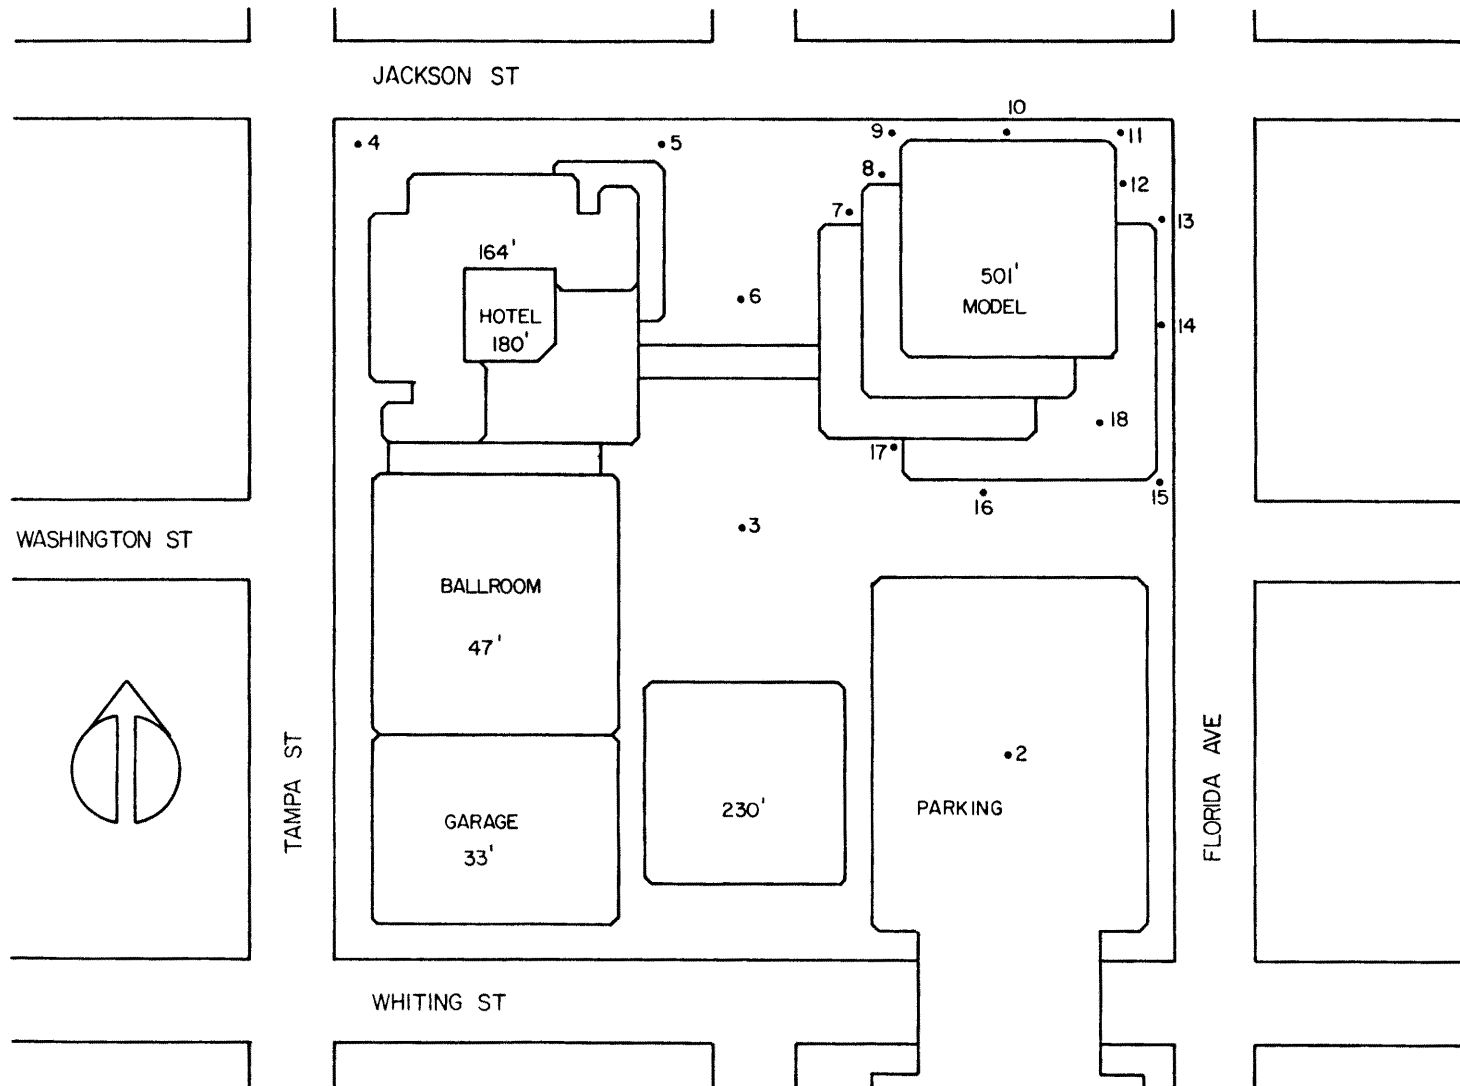 JACKSON ST
10
4
5
9
11
8
12
7
13
164'
501'
6
MODEL
HOTEL
14
180'
18
17
15
16
3
WASHINGTON ST
BALLROOM
47'
2
TAMPA ST
FLORIDA AVE
230'
PARKING
GARAGE
33'
WHITING ST